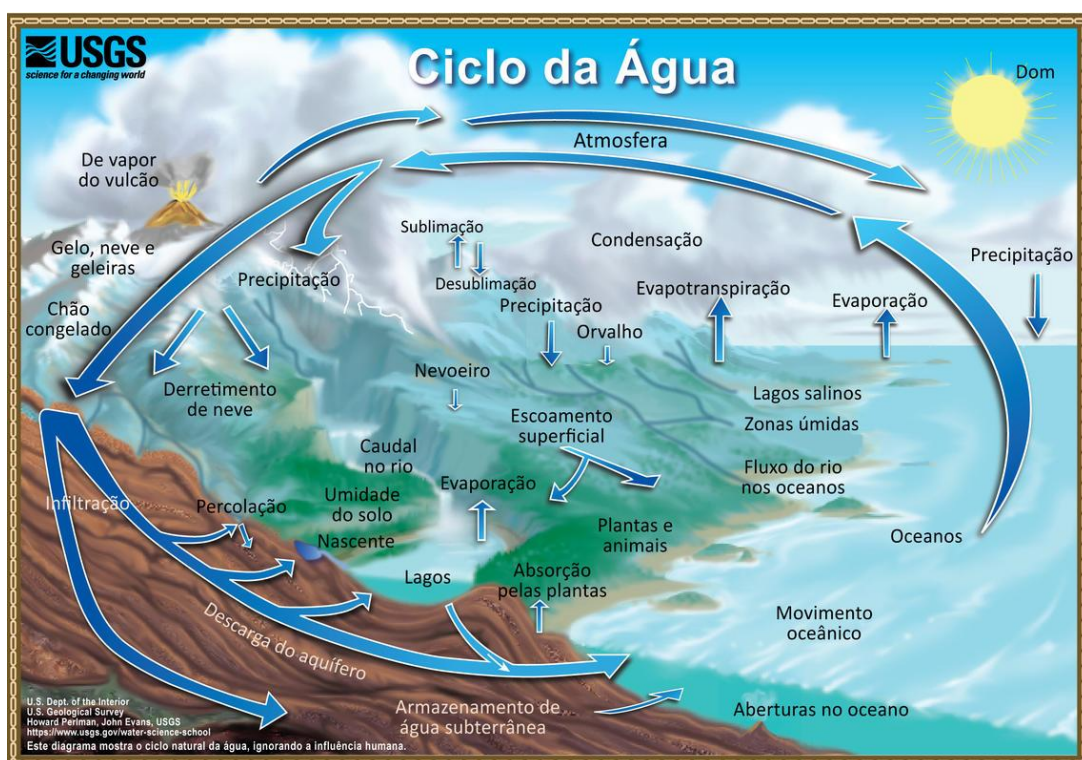 USGS
science for a changing world
Ciclo da Água
Dom
Atmosfera
De vapor
do vulcão
Gelo, neve e
geleiras
Chão
congelado
Precipitação
Sublimação
Desublimação
Condensação
Precipitação
Orvalho
Evapotranspiração
Evaporação
Precipitação
Derretimento
de neve
Nevoeiro
Escoamento
superficial
Lagos salinos
Zonas úmidas
Fluxo do rio
nos oceanos
Caudal
no rio
Evaporação
Infiltração
Percolação
Umidade
do solo
Nascente
Plantas e
animais
Oceanos
Lagos
Absorção
pelas plantas
Movimento
oceânico
Descarga do aquífero
Armazenamento de
água subterrânea
Aberturas no oceano
U.S. Dept. of the Interior
U.S. Geological Survey
Howard Perlman, John Evans, USGS
https://www.usgs.gov/water-science-school
Este diagrama mostra o ciclo natural da água, ignorando a influência humana.